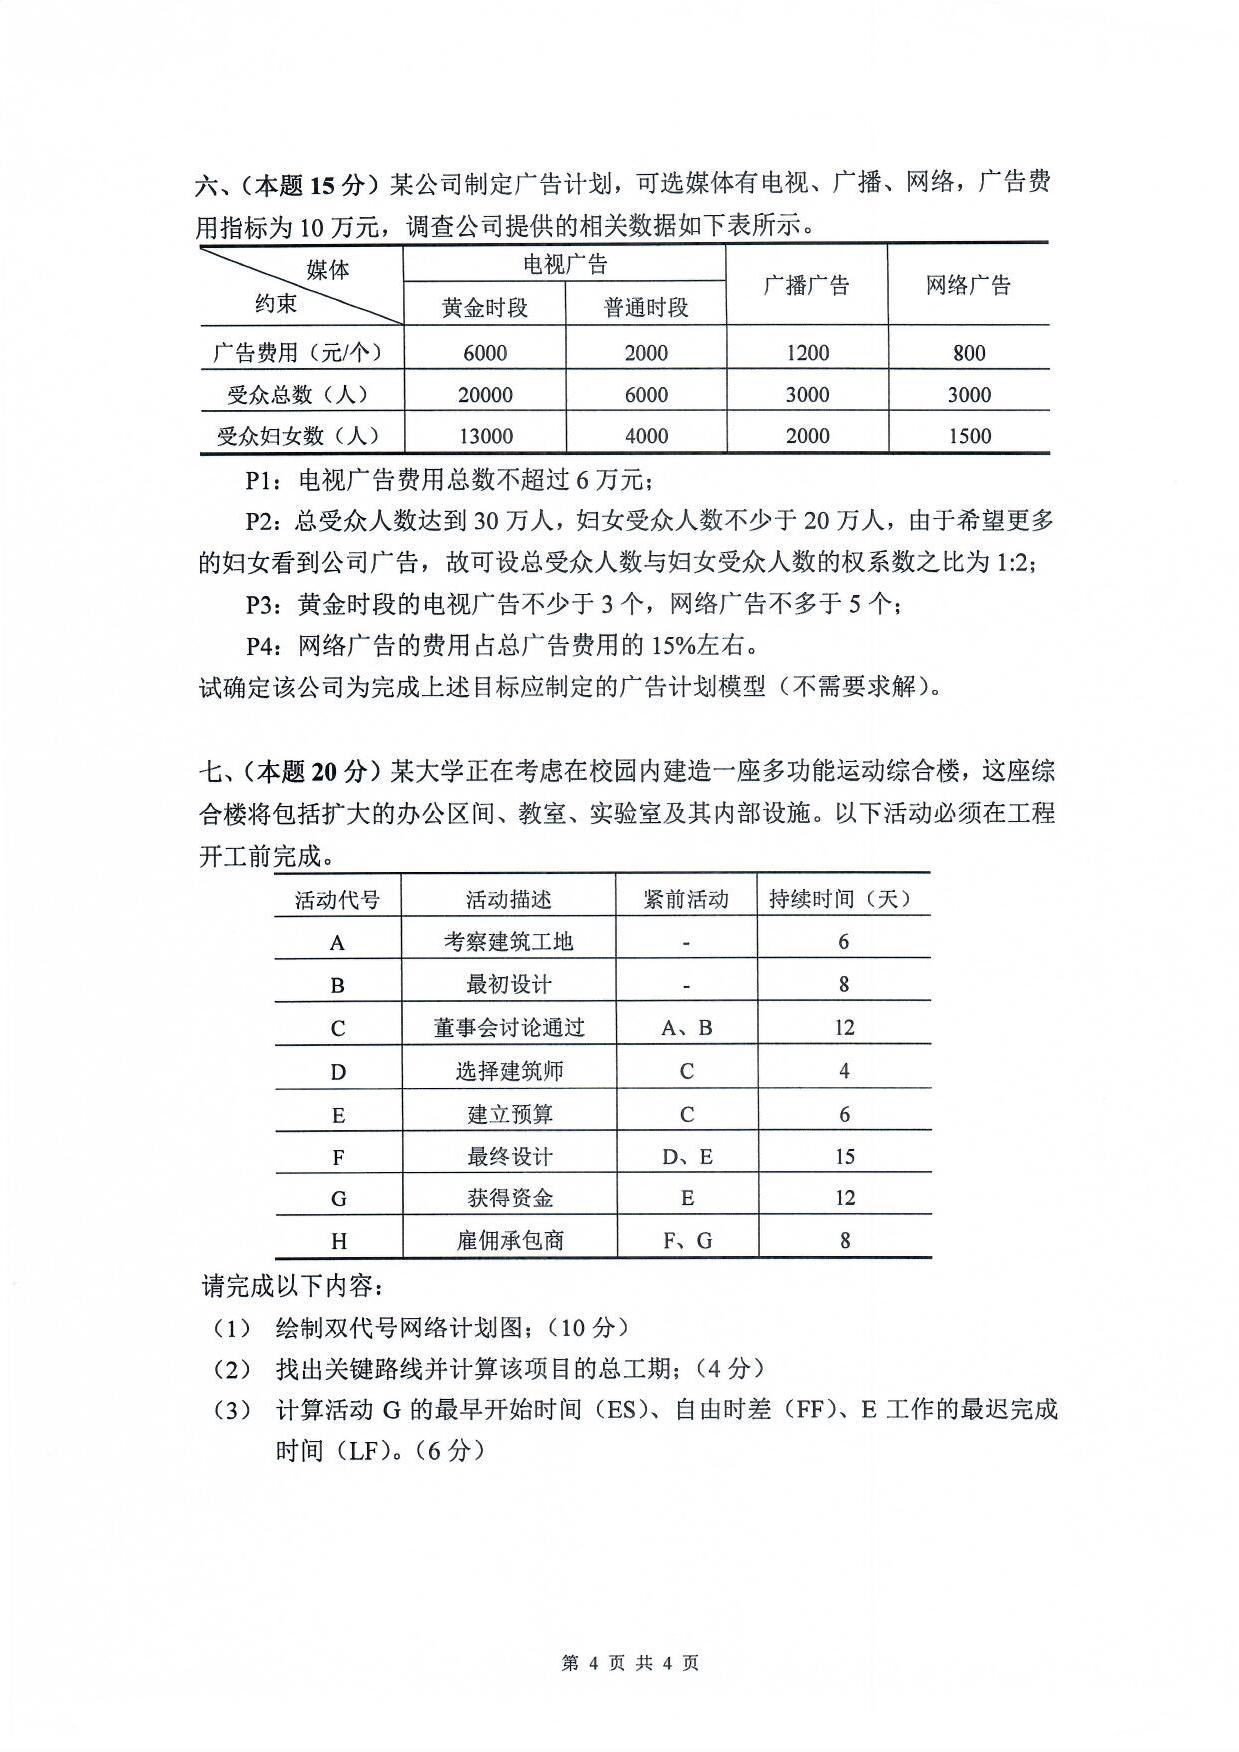 六、（本题 15 分）某公司制定广告计划，可选媒体有电视、广播、网络，广告费
用指标为 10 万元，调查公司提供的相关数据如下表所示。
媒体 电视广告 广播广告 网络广告
约束 黄金时段 普通时段
广告费用（元/个） 6000 2000 1200 800
受众总数（人） 20000 6000 3000 3000
受众妇女数（人） 13000 4000 2000 1500
P1：电视广告费用总数不超过 6 万元；
P2：总受众人数达到 30 万人，妇女受众人数不少于 20 万人，由于希望更多
的妇女看到公司广告，故可设总受众人数与妇女受众人数的权系数之比为 1:2；
P3：黄金时段的电视广告不少于 3 个，网络广告不多于 5 个；
P4：网络广告的费用占总广告费用的 15%左右。
试确定该公司为完成上述目标应制定的广告计划模型（不需要求解）。
七、（本题 20 分）某大学正在考虑在校园内建造一座多功能运动综合楼，这座综
合楼将包括扩大的办公区间、教室、实验室及其内部设施。以下活动必须在工程
开工前完成。
活动代号 活动描述 紧前活动 持续时间（天）
A 考察建筑工地 - 6
B 最初设计 - 8
C 董事会讨论通过 A、B 12
D 选择建筑师 C 4
E 建立预算 C 6
F 最终设计 D、E 15
G 获得资金 E 12
H 雇佣承包商 F、G 8
请完成以下内容：
（1） 绘制双代号网络计划图；（10 分）
（2） 找出关键路线并计算该项目的总工期；（4 分）
（3） 计算活动 G 的最早开始时间（ES）、自由时差（FF）、E 工作的最迟完成
时间（LF）。（6 分）
第 4 页 共 4 页